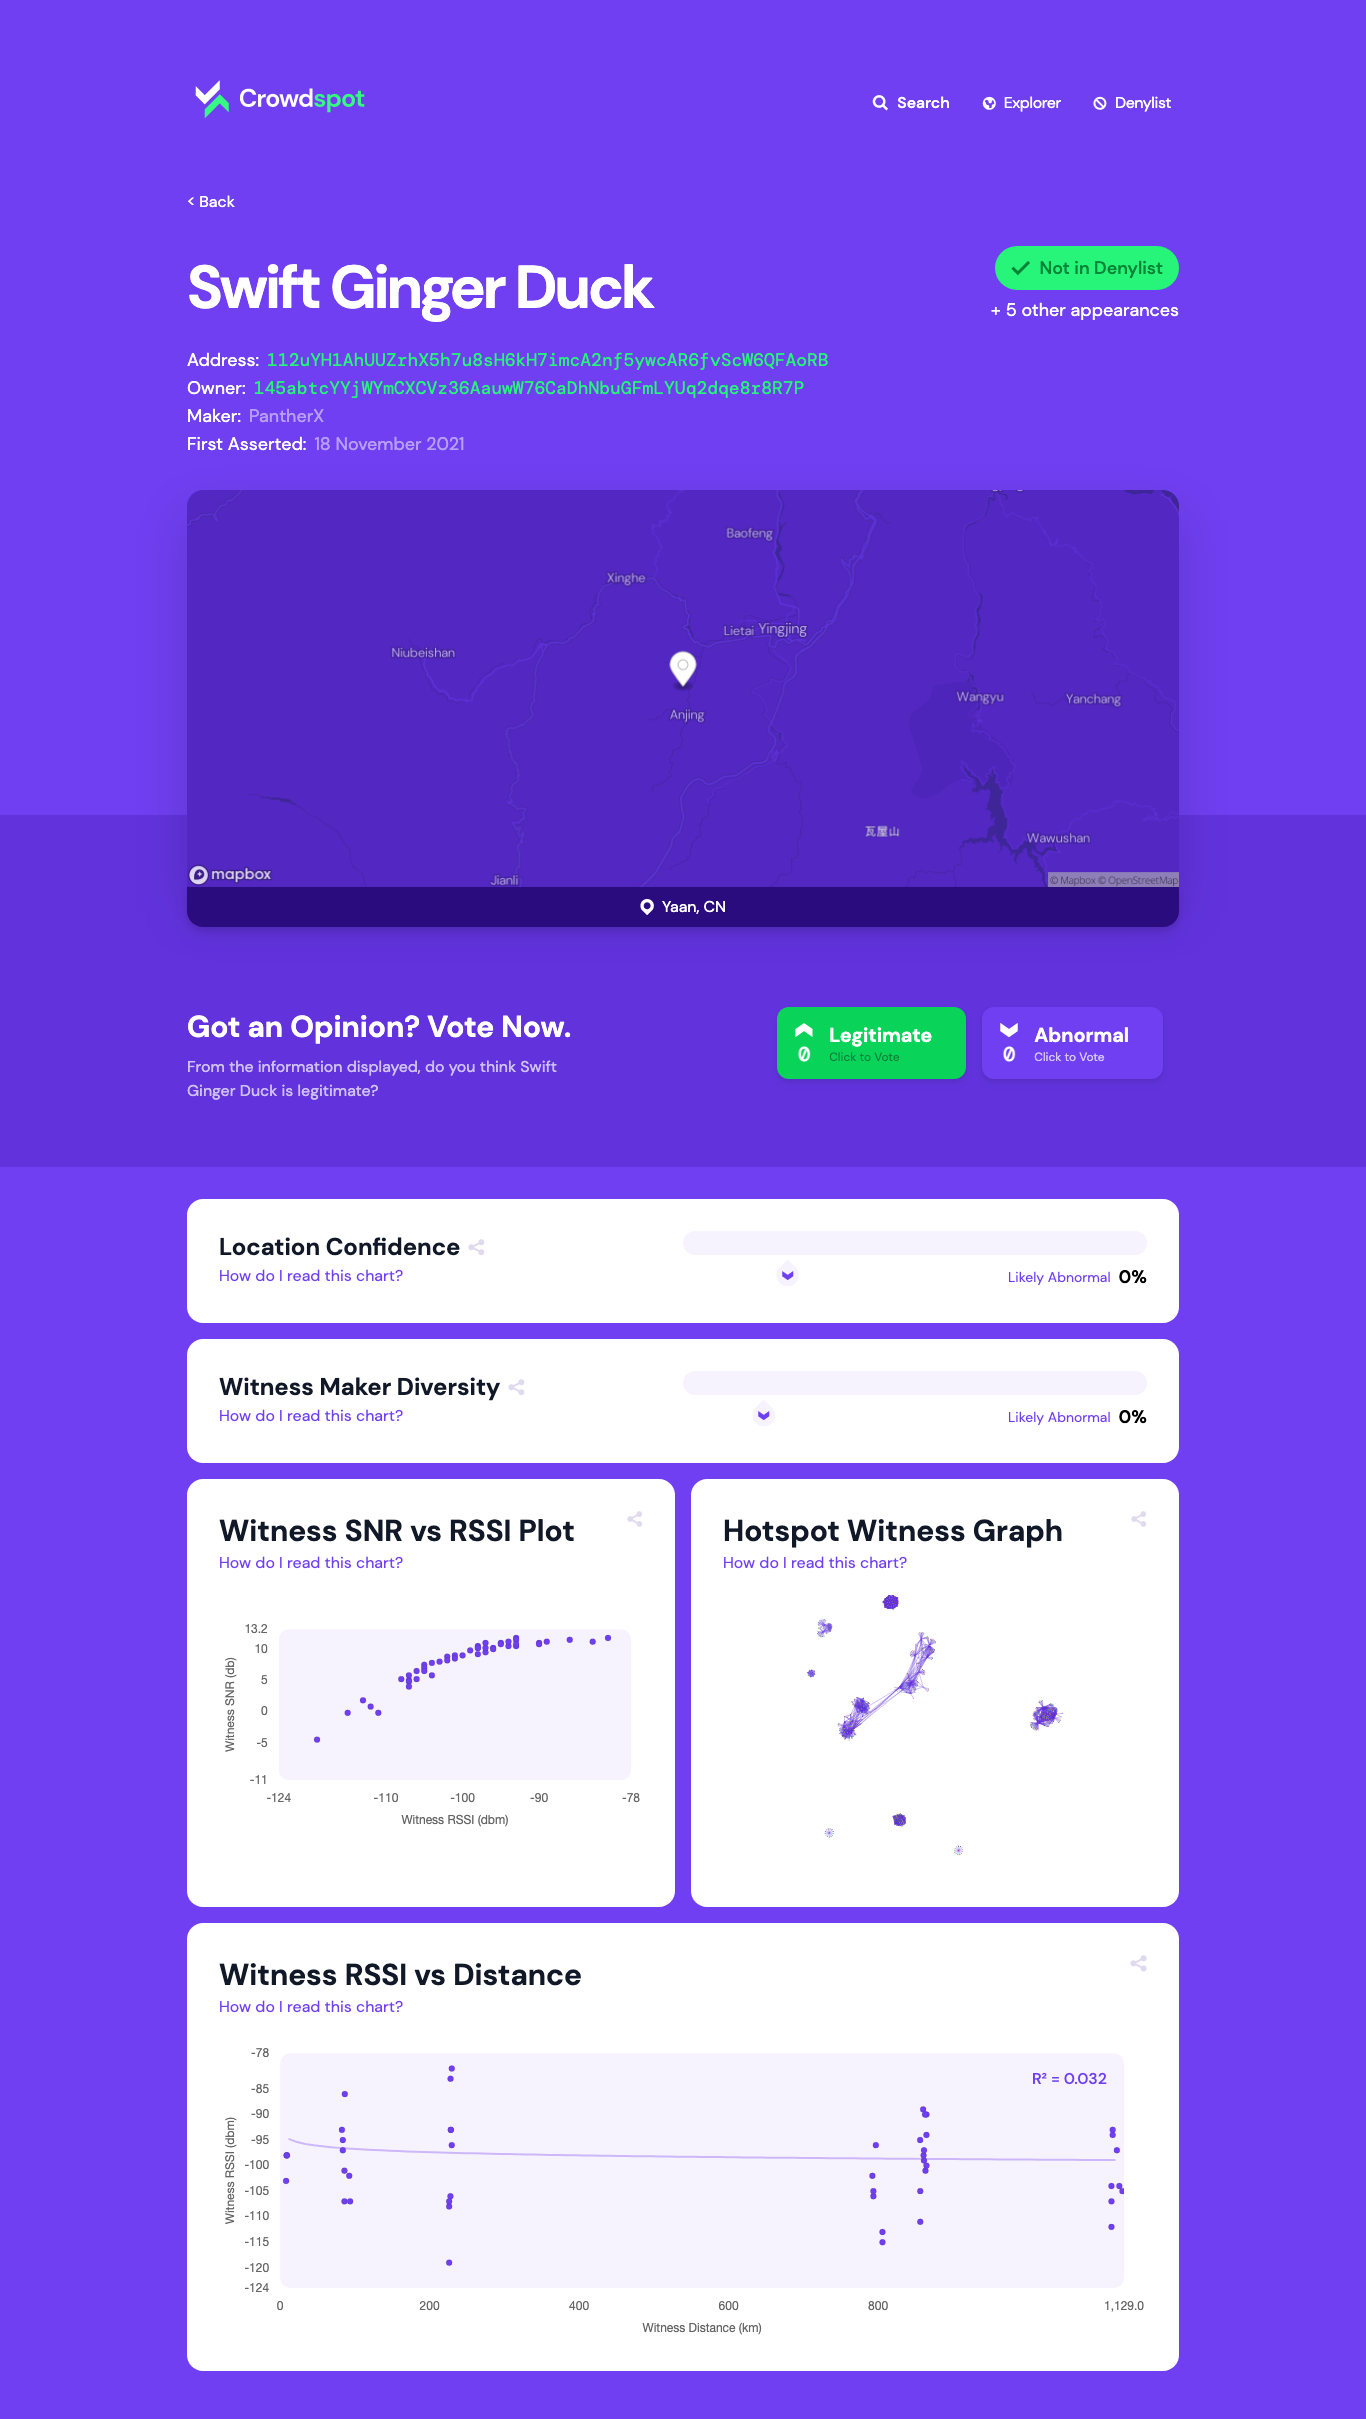 Crowdspot
Search Explorer Denylist
< Back
Swift Ginger Duck
Not in Denylist
+ 5 other appearances
Address: 112uYH1AhUUZrhX5h7u8sH6kH7imcA2nf5ywcAR6fvScW6QFAoRB
Owner: 145abtcYYjWYmCXCVz36AauwW76CaDhNbuGFmLYUq2dqe8r8R7P
Maker: PantherX
First Asserted: 18 November 2021
Baofeng
Xinghe
Lietai Yingjing
Niubeishan
Wangyu
Yanchang
Anjing
瓦屋山
Wawushan
Jianli
mapbox
© Mapbox © OpenStreetMap
Yaan, CN
Got an Opinion? Vote Now.
From the information displayed, do you think Swift
Ginger Duck is legitimate?
Legitimate
0
Click to Vote
Abnormal
0
Click to Vote
Location Confidence
How do I read this chart?
Likely Abnormal 0%
Witness Maker Diversity
How do I read this chart?
Likely Abnormal 0%
Witness SNR vs RSSI Plot
How do I read this chart?
13.2
10
5
0
-5
-11
Witness SNR (db)
-124 -110 -100 -90 -78
Witness RSSI (dbm)
Hotspot Witness Graph
How do I read this chart?
Witness RSSI vs Distance
How do I read this chart?
R² = 0.032
-78
-85
-90
-95
-100
-105
-110
-115
-120
-124
Witness RSSI (dbm)
0 200 400 600 800 1,129.0
Witness Distance (km)